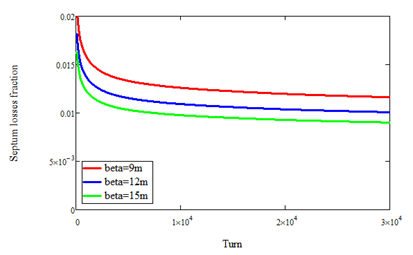 0.02
0.015
0.01
5×10⁻³
0
Septum losses fraction
beta=9m
beta=12m
beta=15m
0
1×10⁴
2×10⁴
3×10⁴
Turn